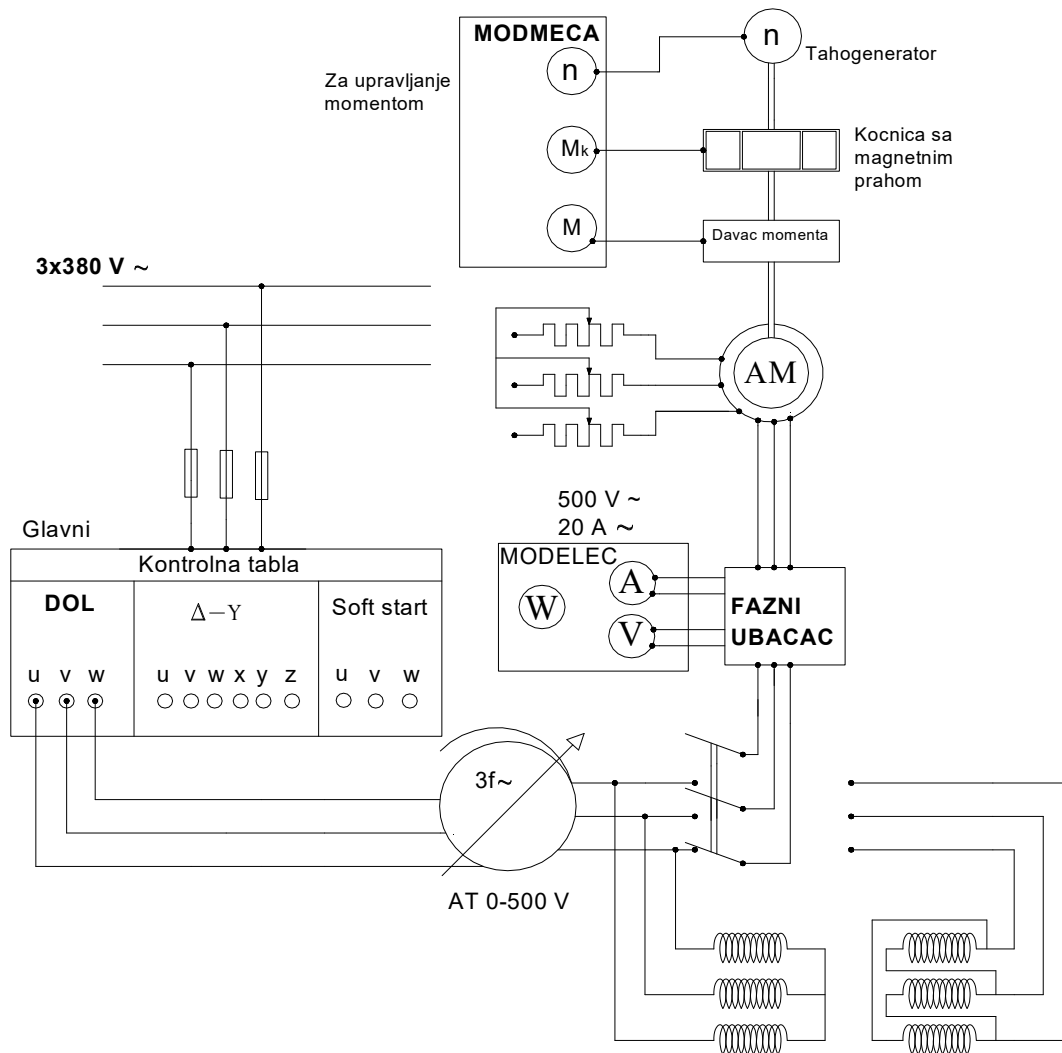 MODMECA
n
Mk
M
Za upravljanje
momentom
n
Tahogenerator
Kocnica sa
magnetnim
prahom
Davac momenta
3x380 V ~
AM
500 V ~
20 A ~
MODELEC
W
A
V
FAZNI
UBACAC
Glavni
Kontrolna tabla
DOL
Δ−Y
Soft start
u v w
u v w x y z
u v w
3f~
AT 0-500 V